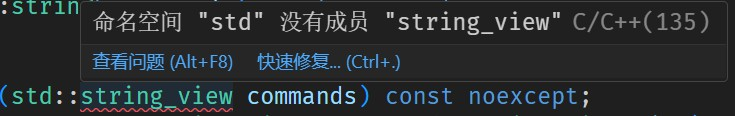 :string
命名空间 "std" 没有成员 "string_view" C/C++(135)
查看问题 (Alt+F8) 快速修复... (Ctrl+.)
(std::string_view commands) const noexcept;